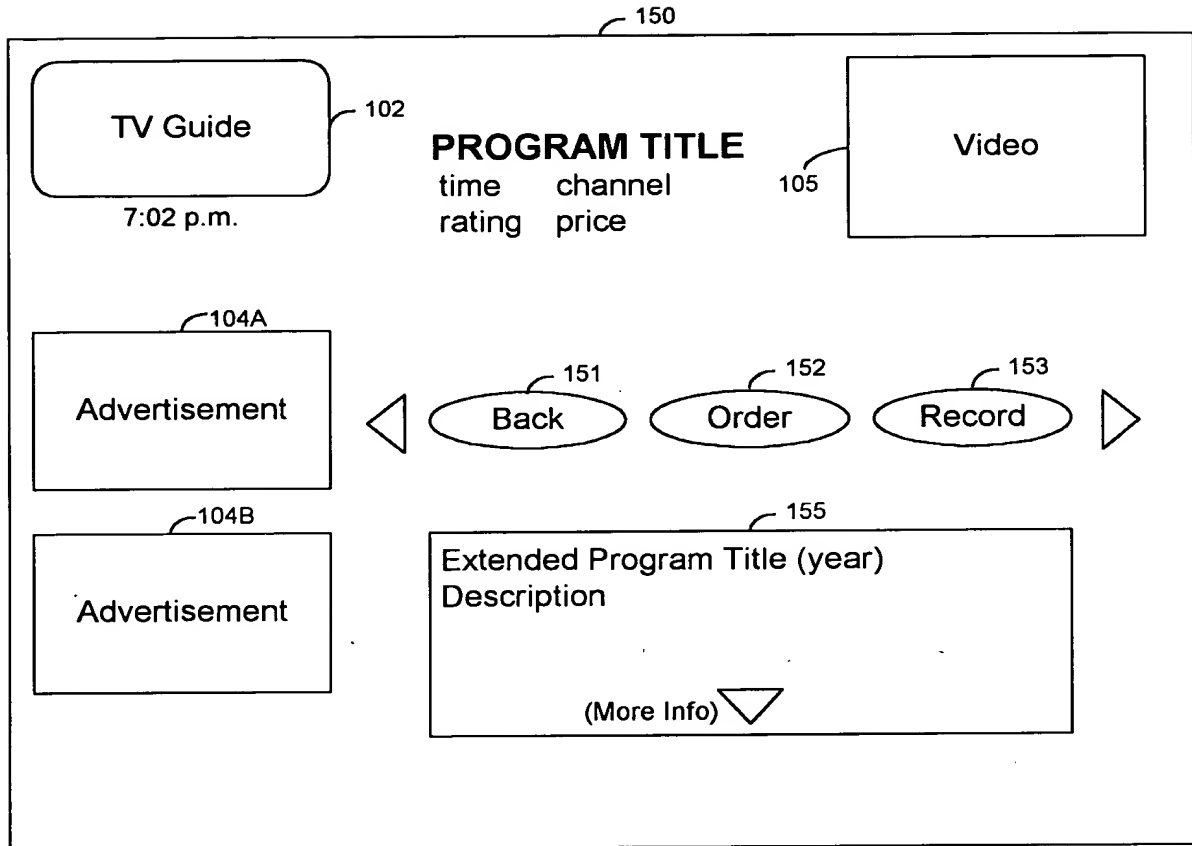 150
TV Guide
102
7:02 p.m.
PROGRAM TITLE
time channel
rating price
Video
105
104A
Advertisement
151
Back
152
Order
153
Record
104B
Advertisement
155
Extended Program Title (year)
Description
(More Info)